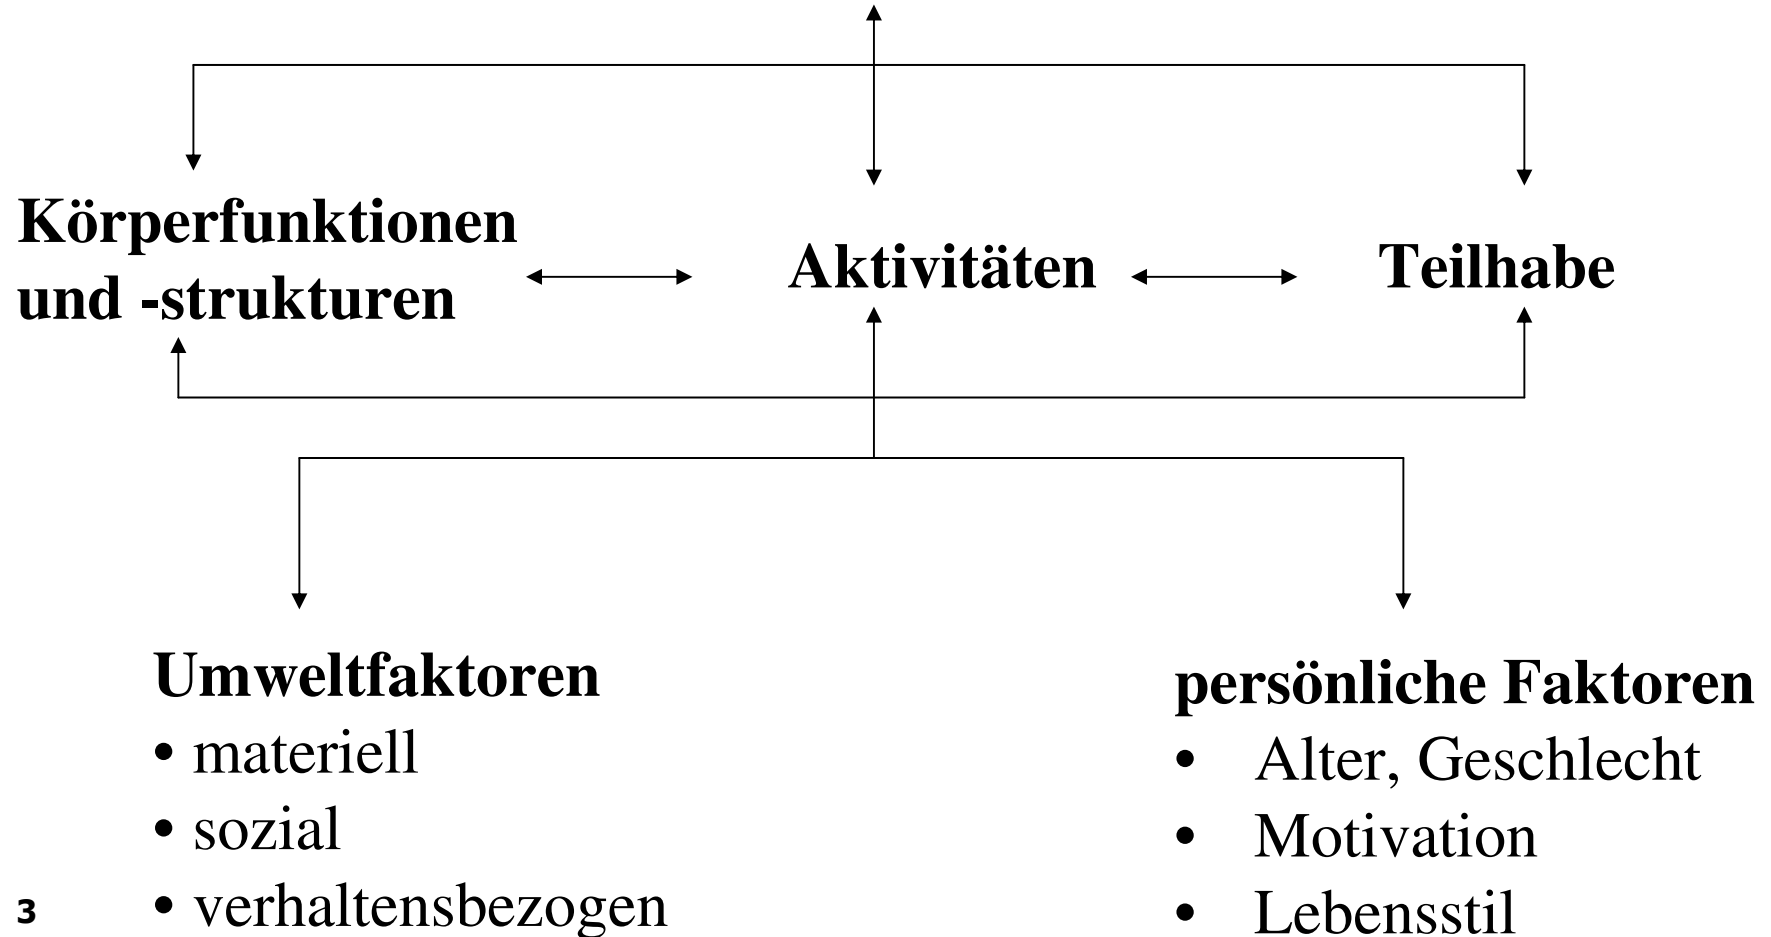 Körperfunktionen
und -strukturen
Aktivitäten
Teilhabe
Umweltfaktoren
• materiell
• sozial
• verhaltensbezogen
persönliche Faktoren
• Alter, Geschlecht
• Motivation
• Lebensstil
3